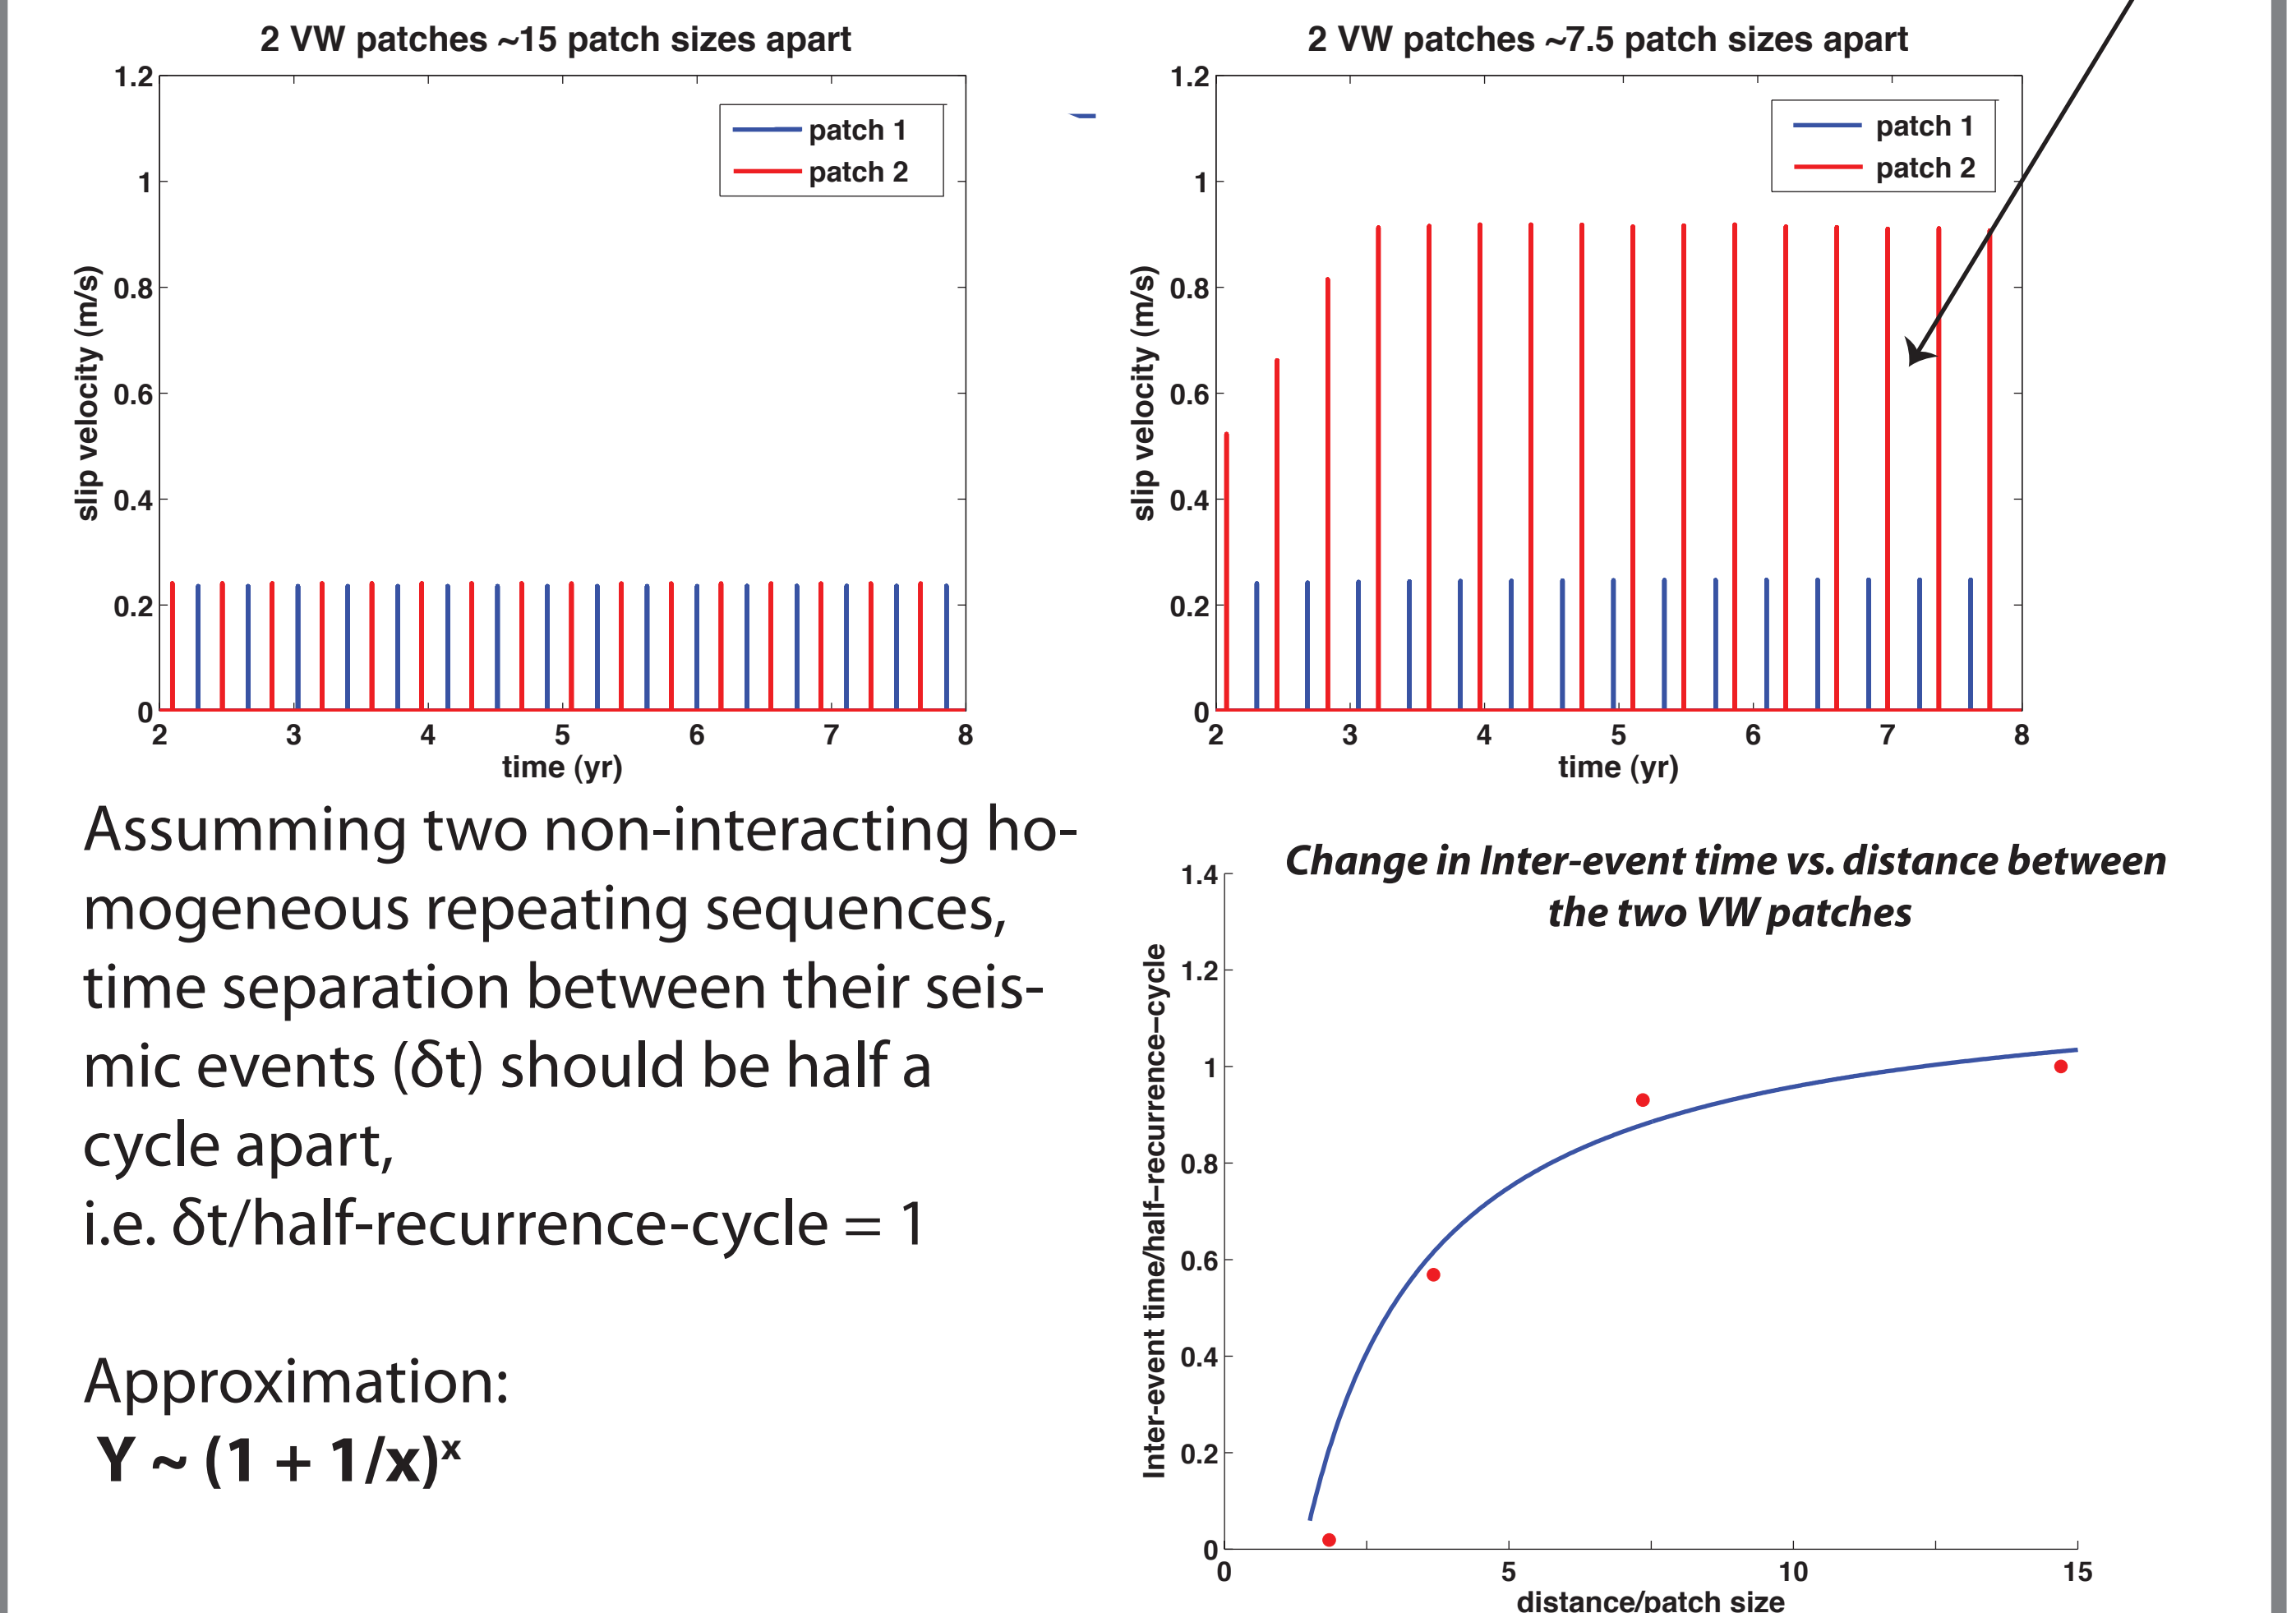 2 VW patches ~15 patch sizes apart
1.2
1
0.8
0.6
0.4
0.2
0
slip velocity (m/s)
patch 1
patch 2
2 3 4 5 6 7 8
time (yr)
2 VW patches ~7.5 patch sizes apart
1.2
1
0.8
0.6
0.4
0.2
0
slip velocity (m/s)
patch 1
patch 2
2 3 4 5 6 7 8
time (yr)
Assumming two non-interacting ho-
mogeneous repeating sequences,
time separation between their seis-
mic events (δt) should be half a
cycle apart,
i.e. δt/half-recurrence-cycle = 1
Approximation:
Y ~ (1 + 1/x)ˣ
Change in Inter-event time vs. distance between
the two VW patches
1.4
1.2
1
0.8
0.6
0.4
0.2
0
Inter-event time/half−recurrence−cycle
0 5 10 15
distance/patch size